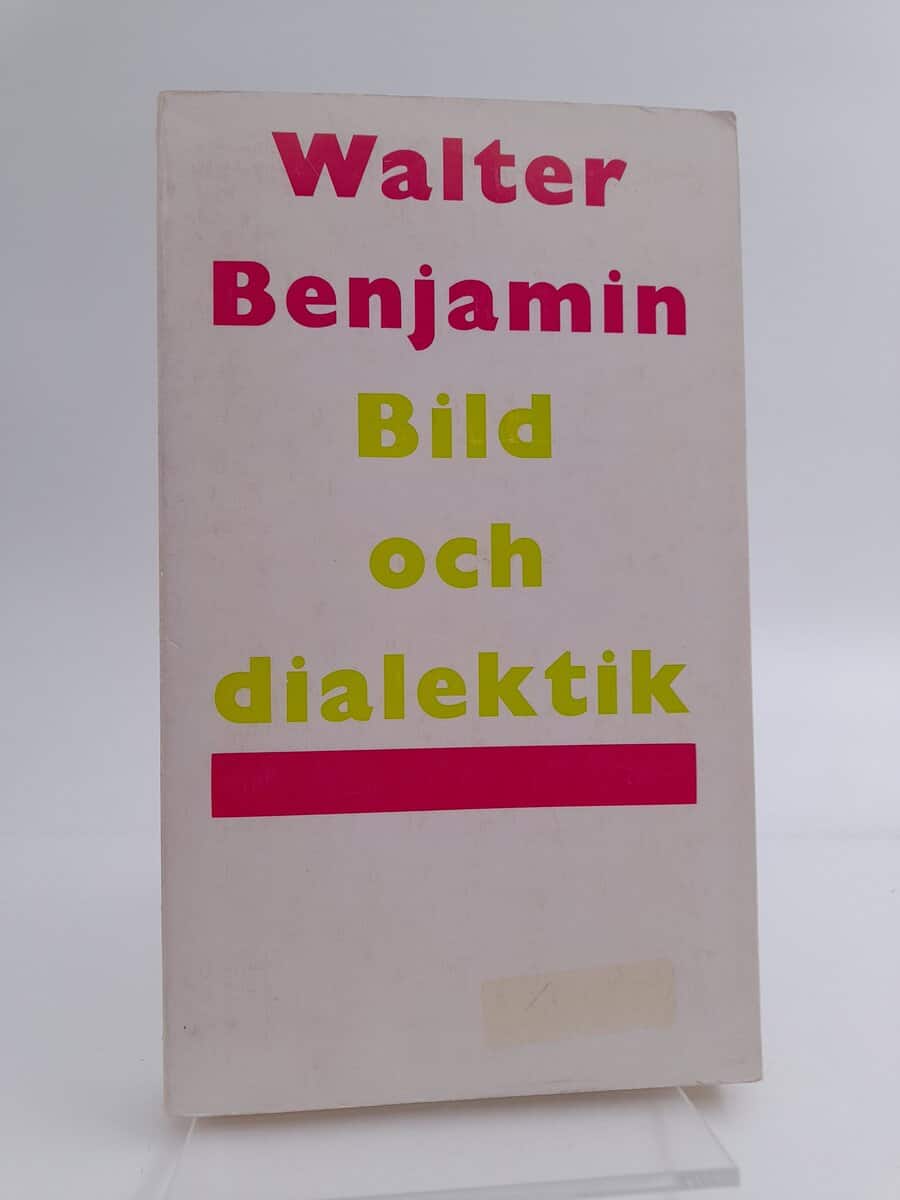 Walter
Benjamin
Bild
och
dialektik